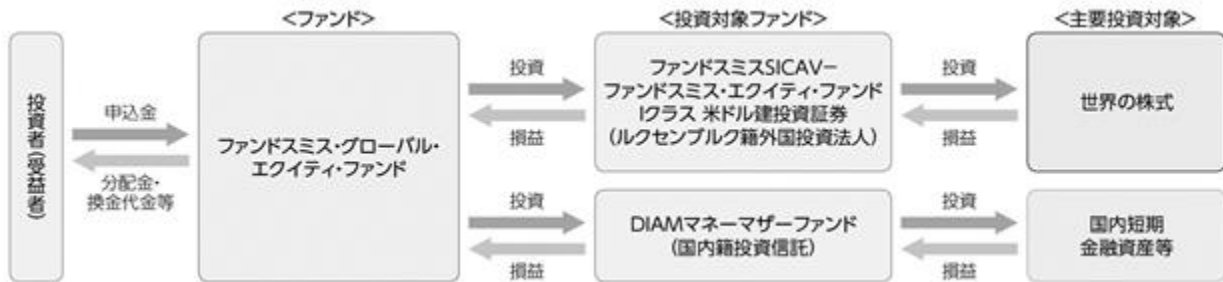 <ファンド>
<投資対象ファンド>
<主要投資対象>
投資者(受益者)
申込金
分配金・
換金代金等
ファンドスミス・グローバル・
エクイティ・ファンド
投資
損益
ファンドスミスSICAV−
ファンドスミス・エクイティ・ファンド
Iクラス 米ドル建投資証券
(ルクセンブルク籍外国投資法人)
投資
損益
世界の株式
投資
損益
DIAMマネーマザーファンド
(国内籍投資信託)
投資
損益
国内短期
金融資産等